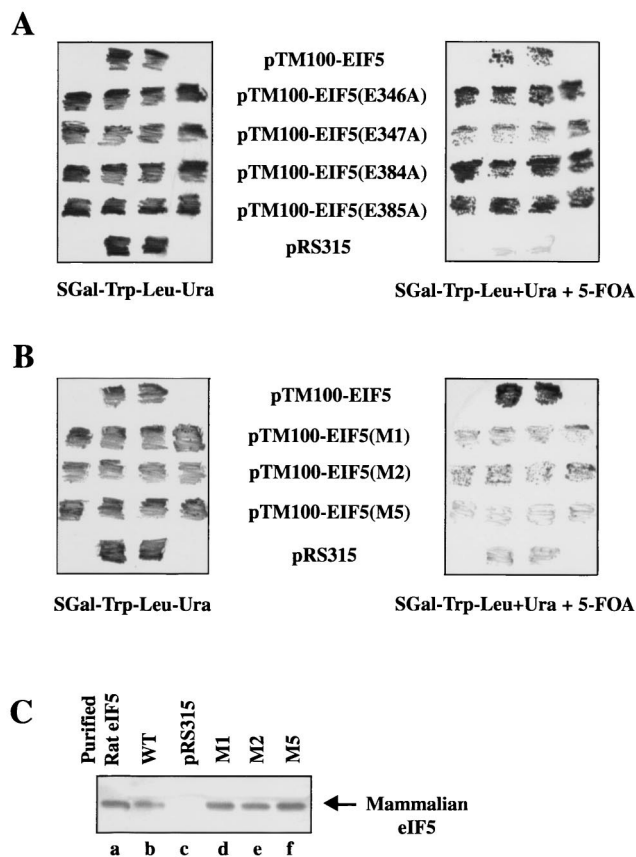 A
pTM100-EIF5
pTM100-EIF5(E346A)
pTM100-EIF5(E347A)
pTM100-EIF5(E384A)
pTM100-EIF5(E385A)
pRS315
SGal-Trp-Leu-Ura
SGal-Trp-Leu+Ura + 5-FOA
B
pTM100-EIF5
pTM100-EIF5(M1)
pTM100-EIF5(M2)
pTM100-EIF5(M5)
pRS315
SGal-Trp-Leu-Ura
SGal-Trp-Leu+Ura + 5-FOA
C
Purified
Rat eIF5
WT
pRS315
M1
M2
M5
Mammalian
eIF5
a b c d e f